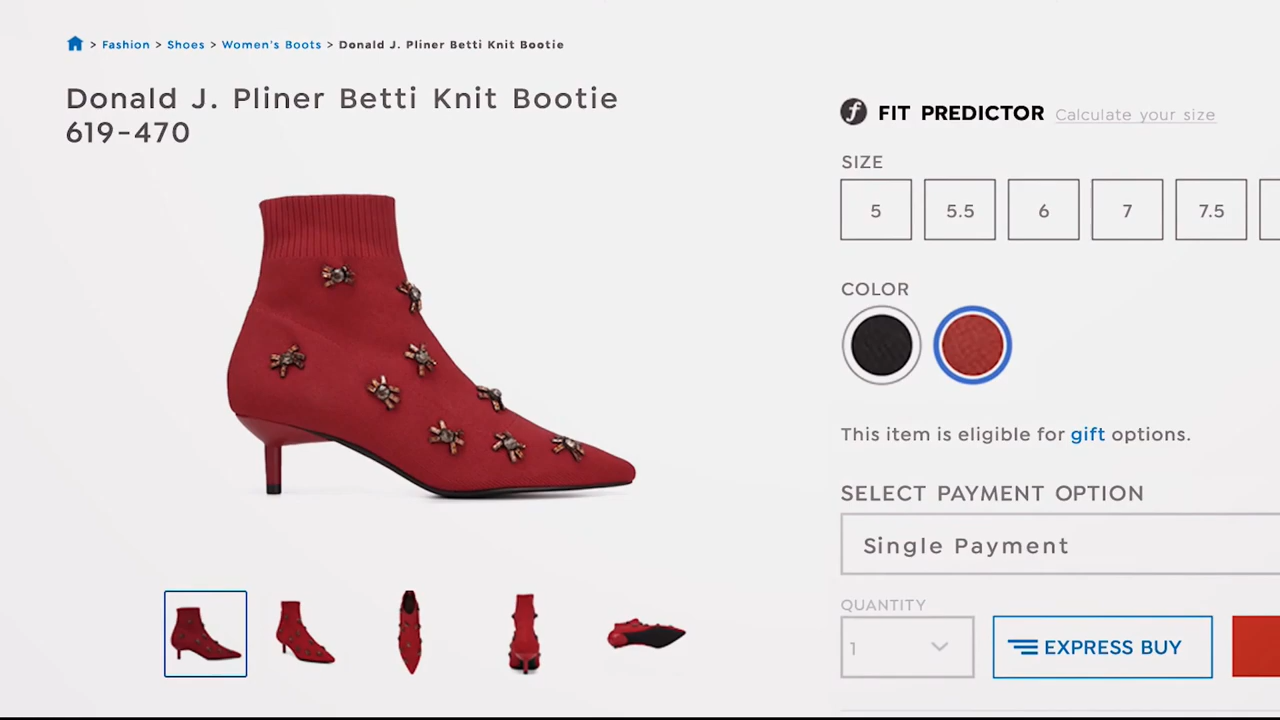 > Fashion > Shoes > Women's Boots > Donald J. Pliner Betti Knit Bootie
Donald J. Pliner Betti Knit Bootie
619-470
f FIT PREDICTOR Calculate your size
SIZE
5 5.5 6 7 7.5
COLOR
This item is eligible for gift options.
SELECT PAYMENT OPTION
Single Payment
QUANTITY
1
EXPRESS BUY